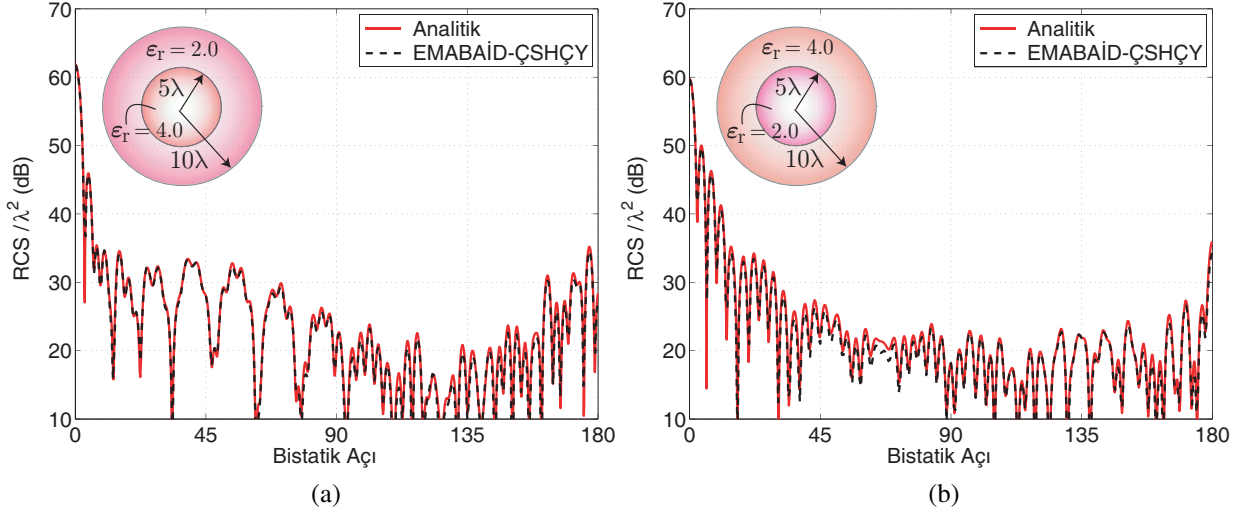 70
60
50
40
30
20
10
RCS / λ² (dB)
0
45
90
135
180
Bistatik Açı
Analitik
EMABAİD-ÇSHÇY
εr = 2.0
5λ
εr = 4.0
10λ
(a)
70
60
50
40
30
20
10
RCS / λ² (dB)
0
45
90
135
180
Bistatik Açı
Analitik
EMABAİD-ÇSHÇY
εr = 4.0
5λ
εr = 2.0
10λ
(b)